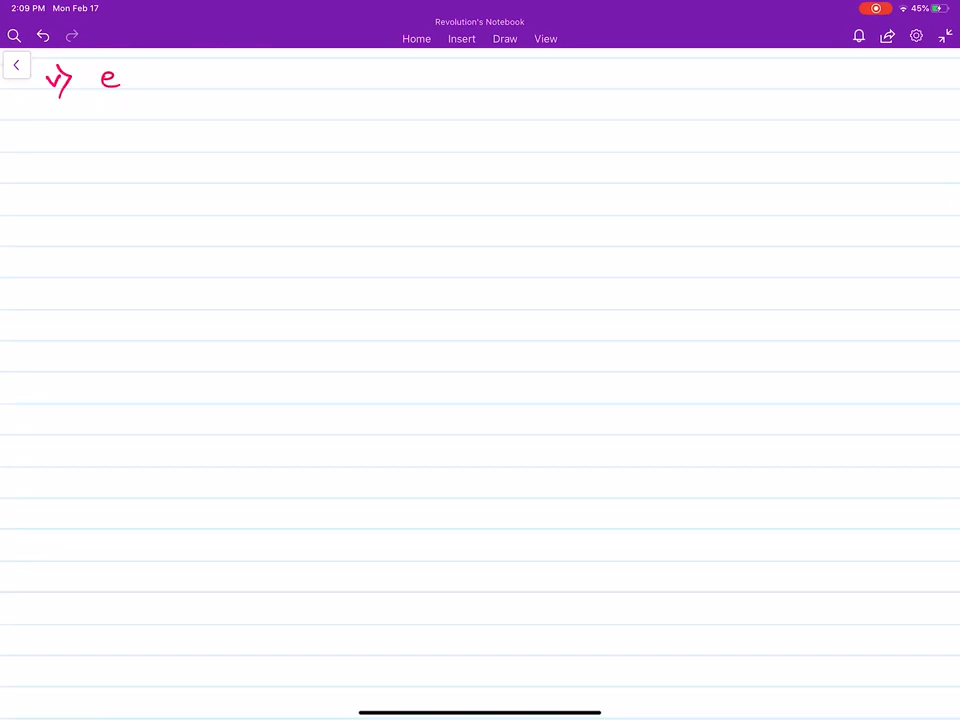 2:09 PM Mon Feb 17
45%
Revolution's Notebook
Home Insert Draw View
v) e